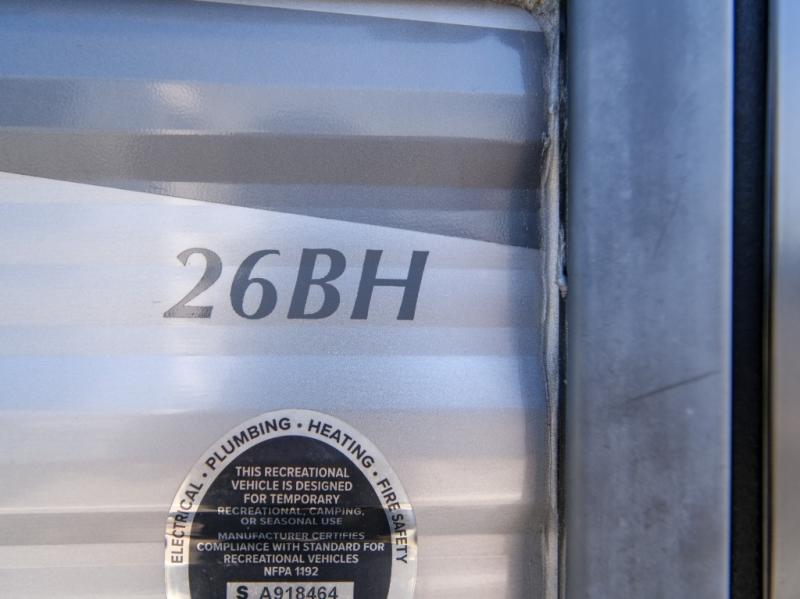 26BH
ELECTRICAL • PLUMBING • HEATING • FIRE SAFETY
THIS RECREATIONAL
VEHICLE IS DESIGNED
FOR TEMPORARY
RECREATIONAL, CAMPING,
OR SEASONAL USE
MANUFACTURER CERTIFIES
COMPLIANCE WITH STANDARD FOR
RECREATIONAL VEHICLES
NFPA 1192
S A918464